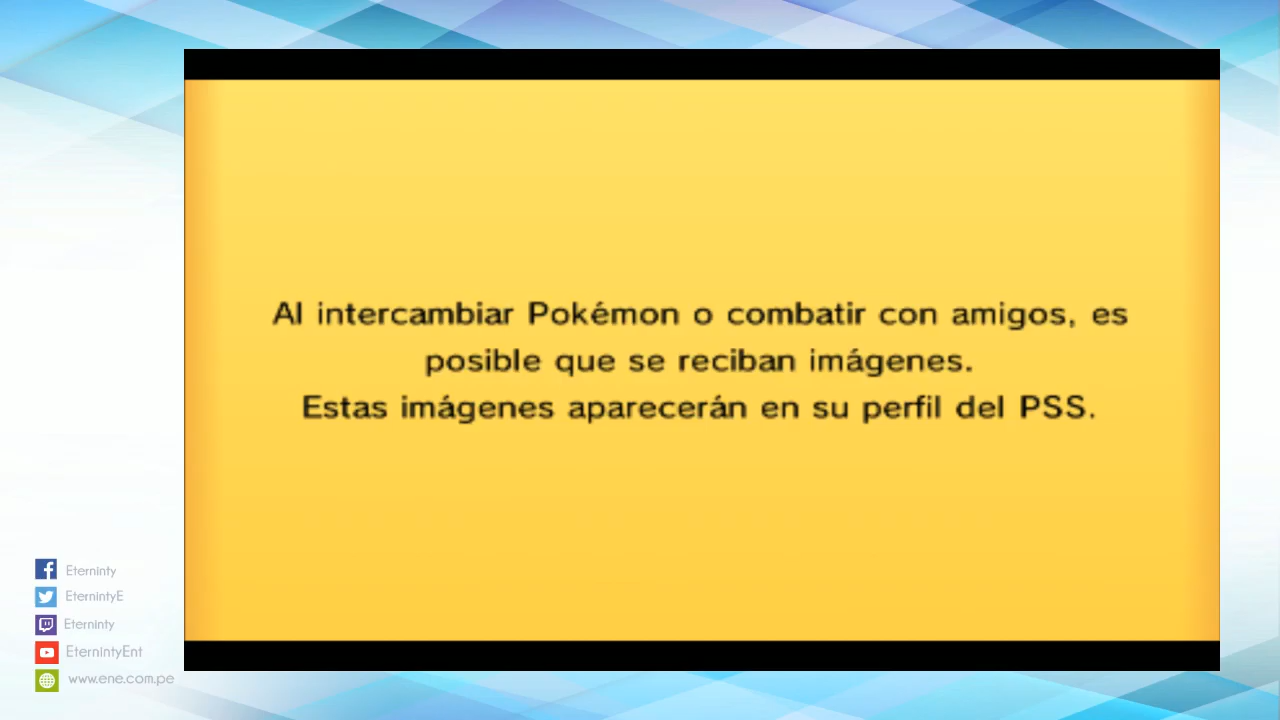 Al intercambiar Pokémon o combatir con amigos, es
posible que se reciban imágenes.
Estas imágenes aparecerán en su perfil del PSS.
Eterninty
EternintyE
Eterninty
EternintyEnt
www.ene.com.pe